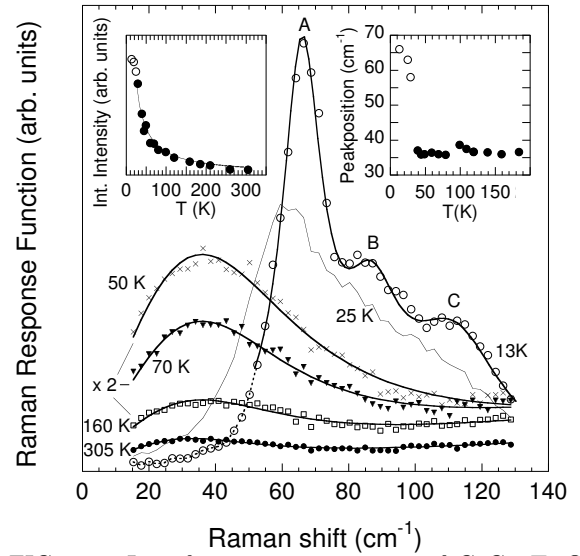 A
B
C
50 K
70 K
x 2
160 K
305 K
25 K
13K
Raman Response Function (arb. units)
0 20 40 60 80 100 120 140
Raman shift (cm-1)
Int. Intensity (arb. units)
0 100 200 300
T (K)
Peakposition (cm-1)
70
60
50
40
30
0 50 100 150
T(K)